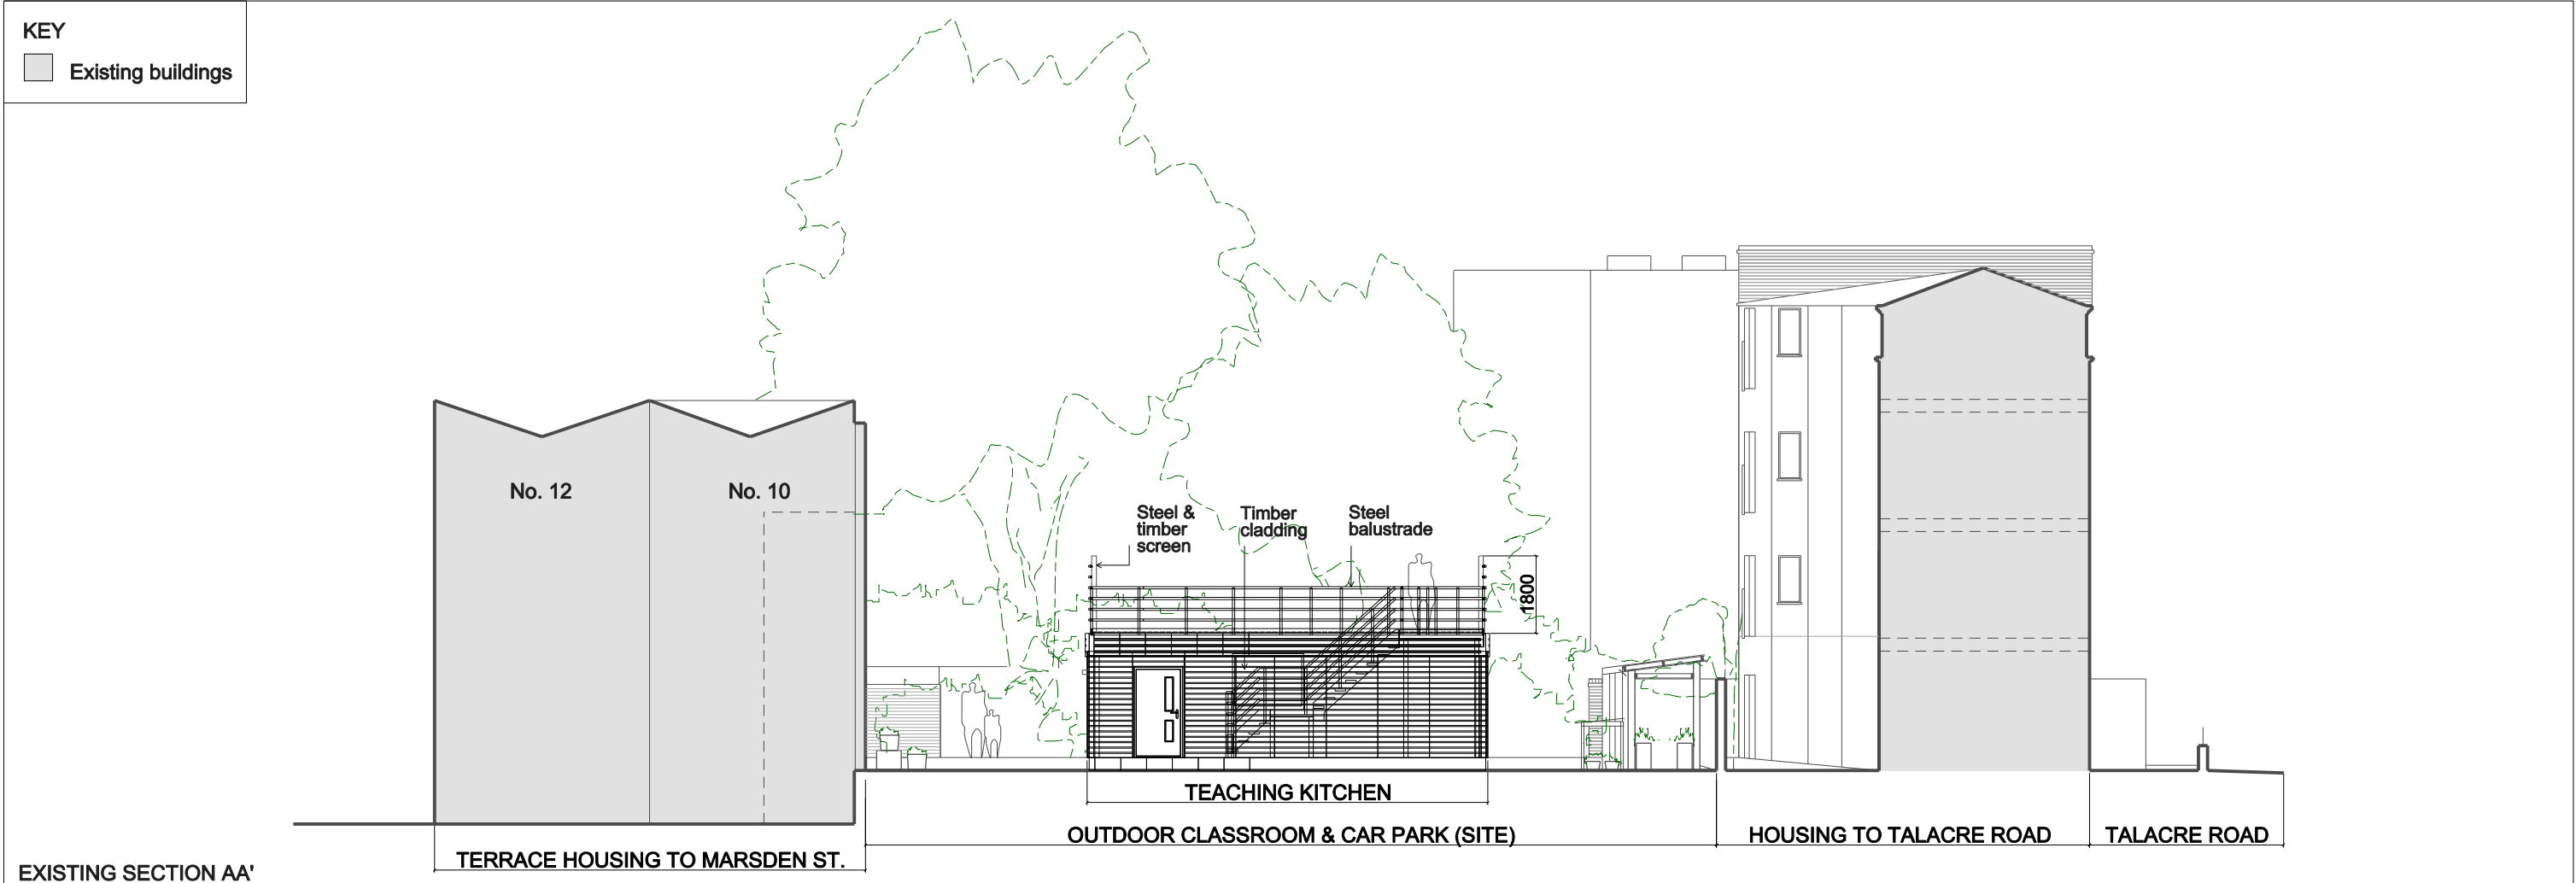 KEY
Existing buildings
No. 12
No. 10
Steel &
timber
screen
Timber
cladding
Steel
balustrade
1800
TEACHING KITCHEN
OUTDOOR CLASSROOM & CAR PARK (SITE)
HOUSING TO TALACRE ROAD
TALACRE ROAD
TERRACE HOUSING TO MARSDEN ST.
EXISTING SECTION AA'